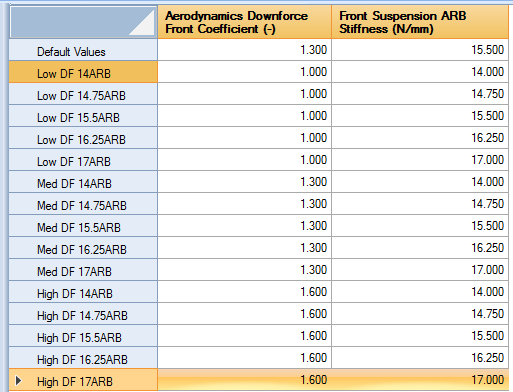 Aerodynamics Downforce Front Coefficient (-) Front Suspension ARB Stiffness (N/mm)
Default Values 1.300 15.500
Low DF 14ARB 1.000 14.000
Low DF 14.75ARB 1.000 14.750
Low DF 15.5ARB 1.000 15.500
Low DF 16.25ARB 1.000 16.250
Low DF 17ARB 1.000 17.000
Med DF 14ARB 1.300 14.000
Med DF 14.75ARB 1.300 14.750
Med DF 15.5ARB 1.300 15.500
Med DF 16.25ARB 1.300 16.250
Med DF 17ARB 1.300 17.000
High DF 14ARB 1.600 14.000
High DF 14.75ARB 1.600 14.750
High DF 15.5ARB 1.600 15.500
High DF 16.25ARB 1.600 16.250
High DF 17ARB 1.600 17.000